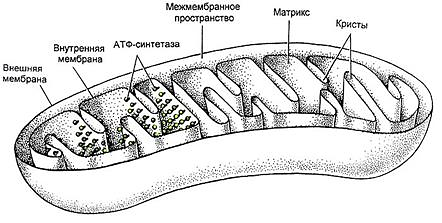 Внешняя
мембрана
Внутренняя
мембрана
АТФ-синтетаза
Межмембранное
пространство
Матрикс
Кристы